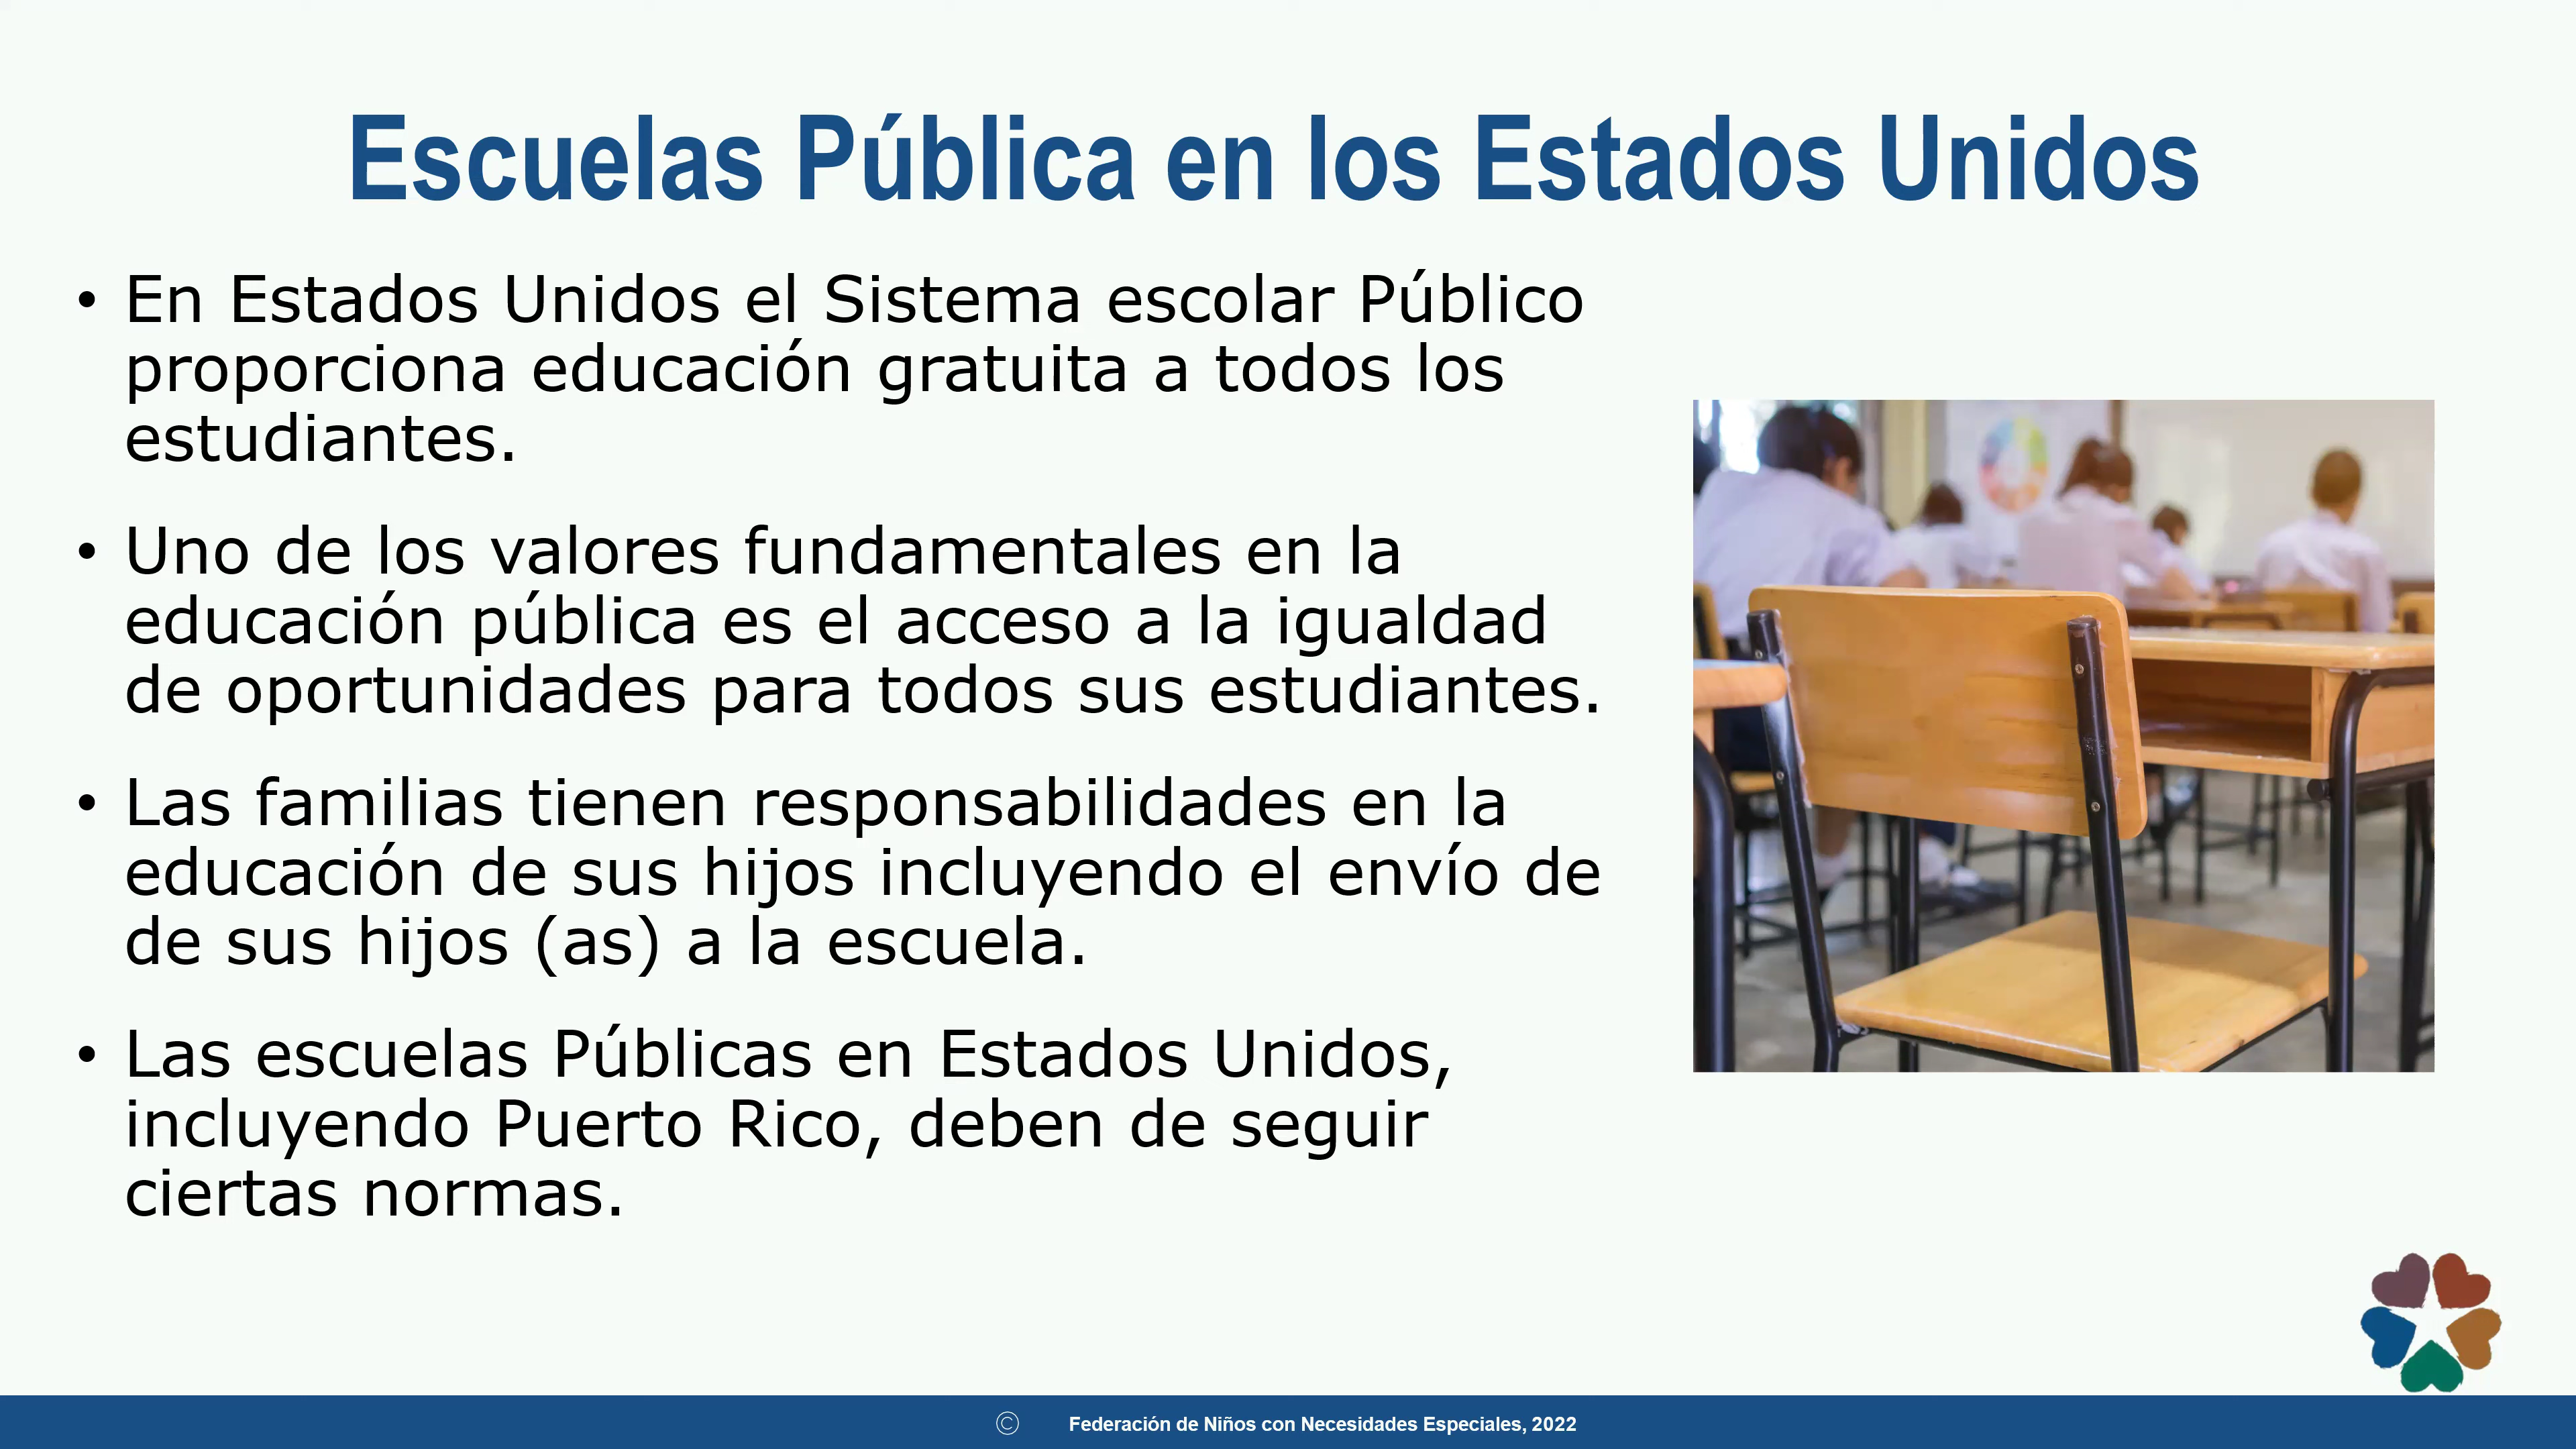 Escuelas Pública en los Estados Unidos
• En Estados Unidos el Sistema escolar Público
proporciona educación gratuita a todos los
estudiantes.
• Uno de los valores fundamentales en la
educación pública es el acceso a la igualdad
de oportunidades para todos sus estudiantes.
• Las familias tienen responsabilidades en la
educación de sus hijos incluyendo el envío de
de sus hijos (as) a la escuela.
• Las escuelas Públicas en Estados Unidos,
incluyendo Puerto Rico, deben de seguir
ciertas normas.
© Federación de Niños con Necesidades Especiales, 2022